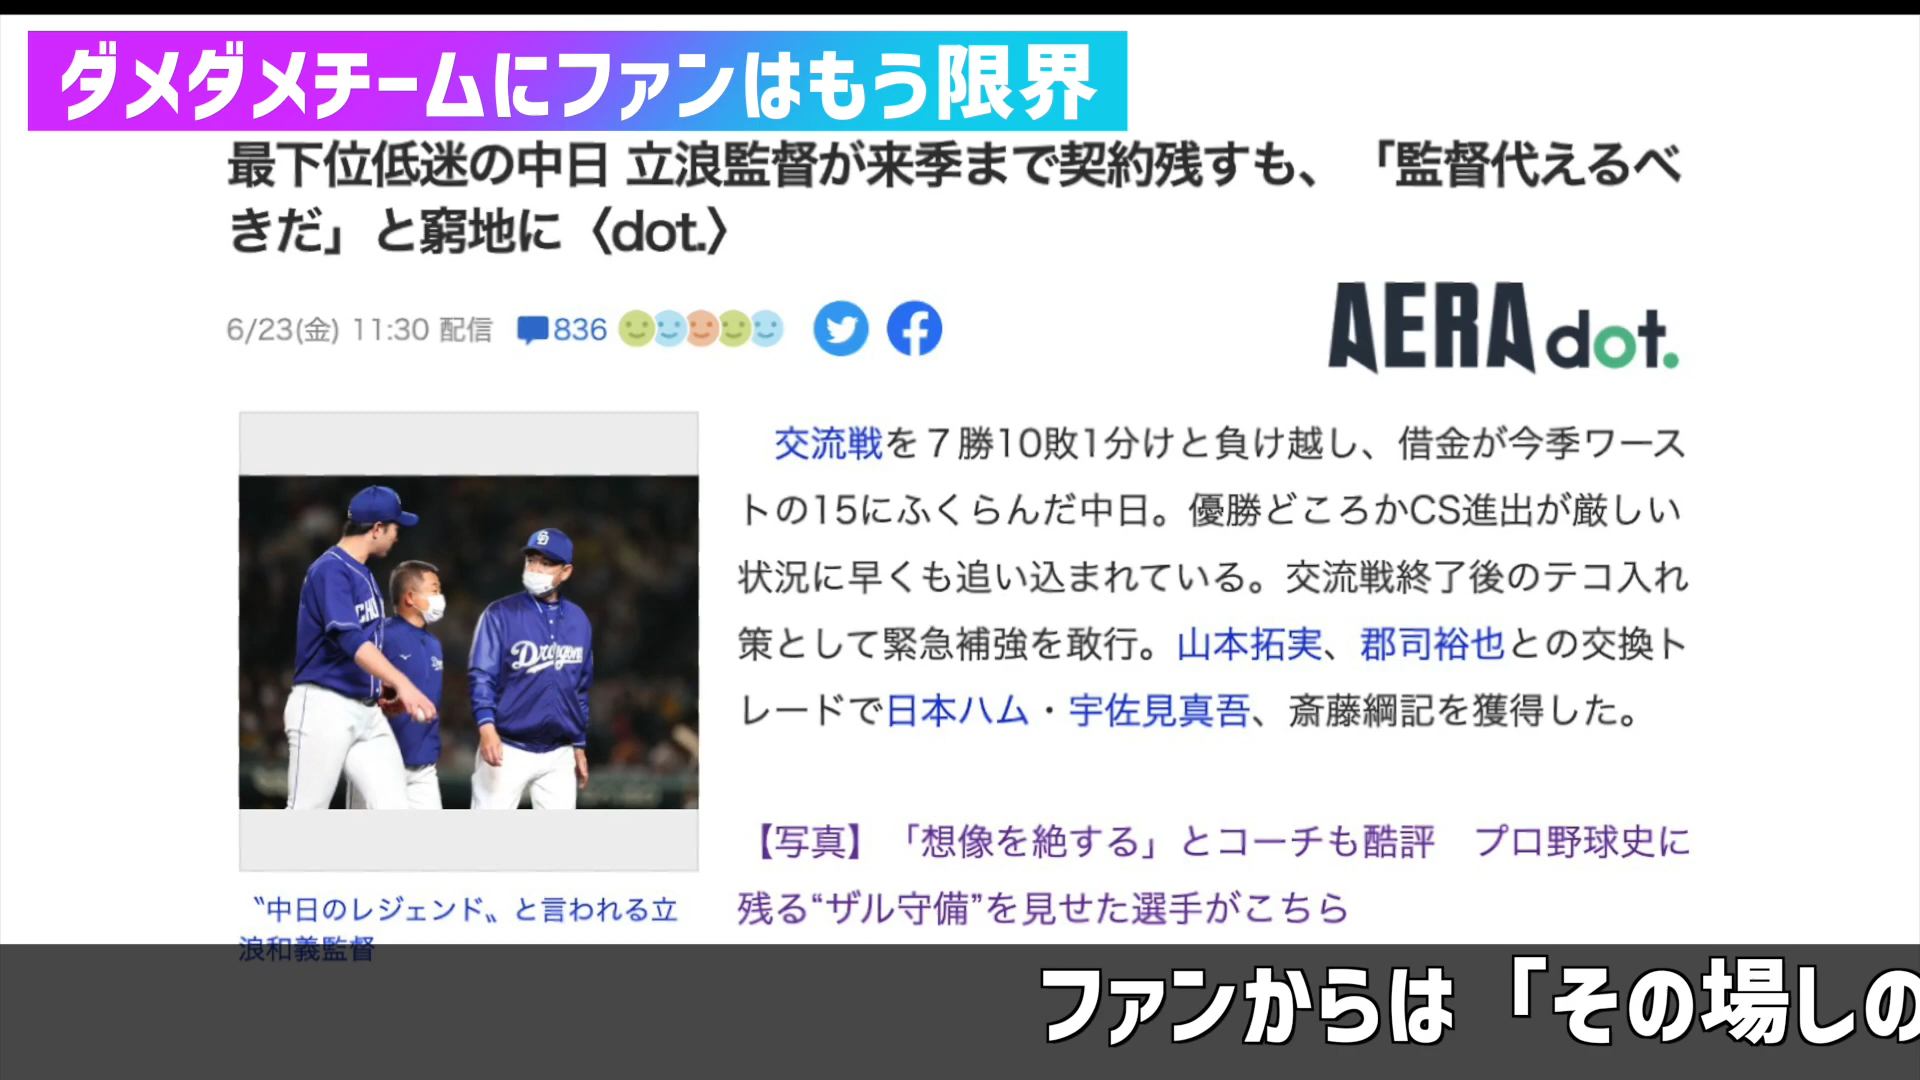 ダメダメチームにファンはもう限界
最下位低迷の中日 立浪監督が来季まで契約残すも、「監督代えるべ
きだ」と窮地に〈dot.〉
6/23(金) 11:30 配信 836
AERA dot.
交流戦を７勝10敗1分けと負け越し、借金が今季ワース
トの15にふくらんだ中日。優勝どころかCS進出が厳しい
状況に早くも追い込まれている。交流戦終了後のテコ入れ
策として緊急補強を敢行。山本拓実、郡司裕也との交換ト
レードで日本ハム・宇佐見真吾、斎藤綱記を獲得した。
CHU
Dragons
【写真】「想像を絶する」とコーチも酷評　プロ野球史に
残る“ザル守備”を見せた選手がこちら
〝中日のレジェンド〟と言われる立
浪和義監督
ファンからは「その場しの